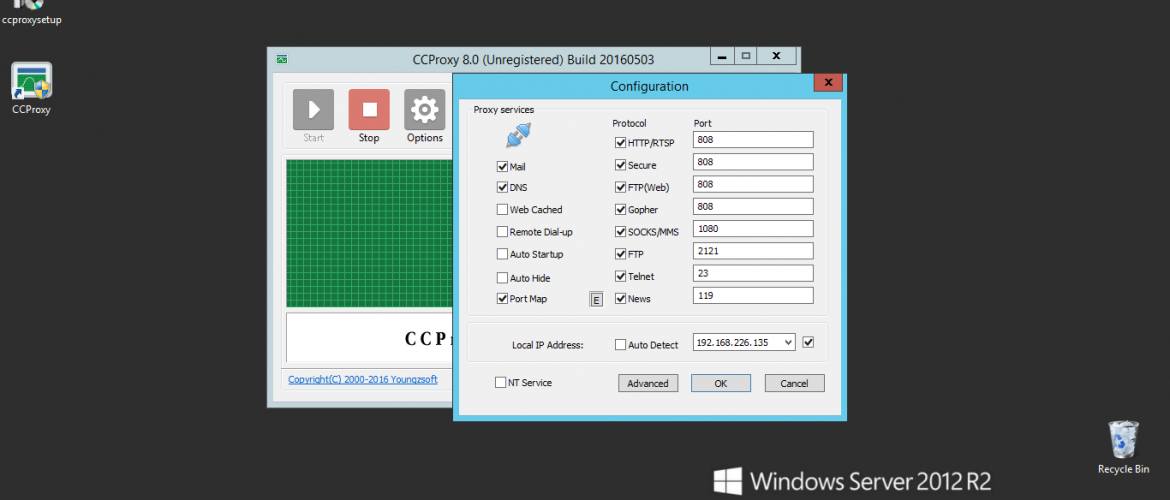 ccproxysetup
CCProxy
CCProxy 8.0 (Unregistered) Build 20160503
Start
Stop
Options
Copyright(C) 2000-2016 Youngzsoft
Configuration
Proxy services
Protocol Port
Mail
DNS
Web Cached
Remote Dial-up
Auto Startup
Auto Hide
Port Map
E
HTTP/RTSP 808
Secure 808
FTP(Web) 808
Gopher 808
SOCKS/MMS 1080
FTP 2121
Telnet 23
News 119
Local IP Address: Auto Detect 192.168.226.135
NT Service
Advanced
OK
Cancel
Recycle Bin
Windows Server 2012 R2